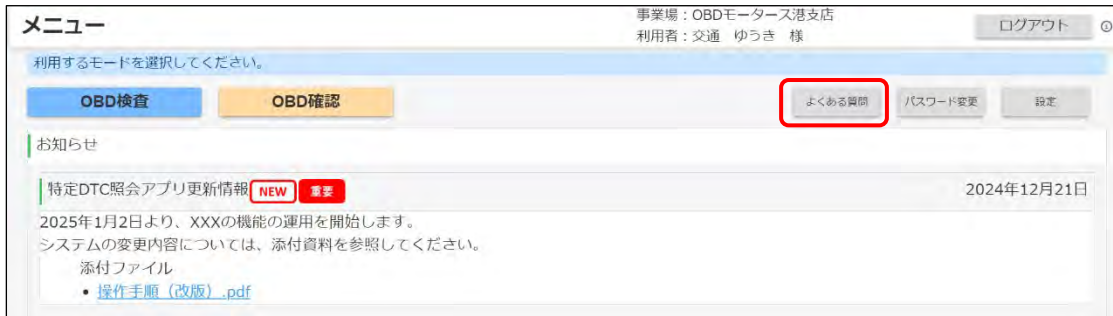 メニュー
事業場：OBDモータース港支店
利用者：交通　ゆうき　様
ログアウト
利用するモードを選択してください。
OBD検査
OBD確認
よくある質問
パスワード変更
設定
お知らせ
特定DTC照会アプリ更新情報 NEW 重要
2024年12月21日
2025年1月2日より、XXXの機能の運用を開始します。
システムの変更内容については、添付資料を参照してください。
添付ファイル
• 操作手順（改版）.pdf